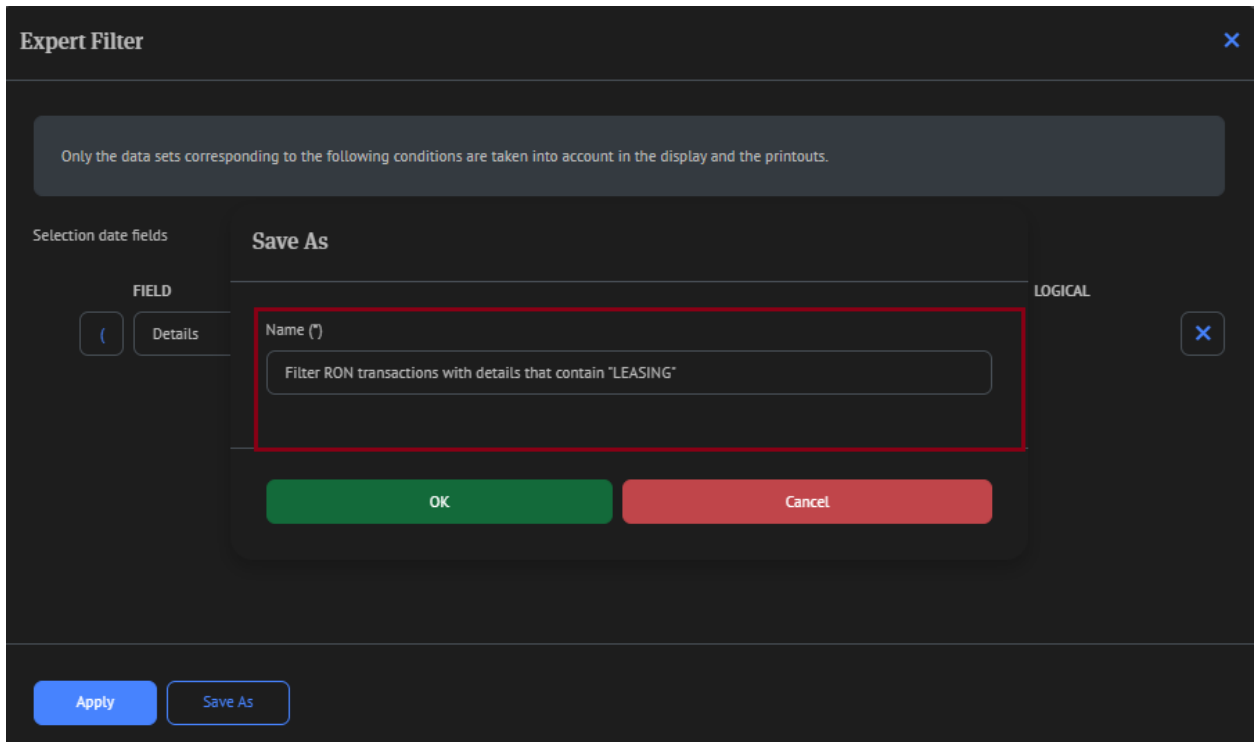 Expert Filter ×
Only the data sets corresponding to the following conditions are taken into account in the display and the printouts.
Selection date fields
Save As
FIELD LOGICAL
( Details ×
Name (*)
Filter RON transactions with details that contain "LEASING"
OK Cancel
Apply Save As